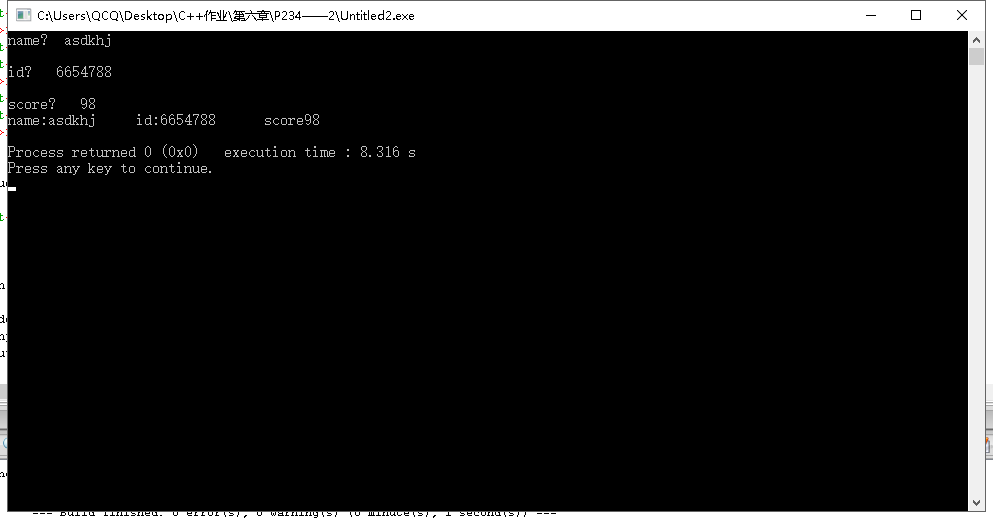 C:\Users\QCQ\Desktop\C++作业\第六章\P234——2\Untitled2.exe
name?  asdkhj
id?   6654788
score?   98
name:asdkhj     id:6654788      score98
Process returned 0 (0x0)   execution time : 8.316 s
Press any key to continue.